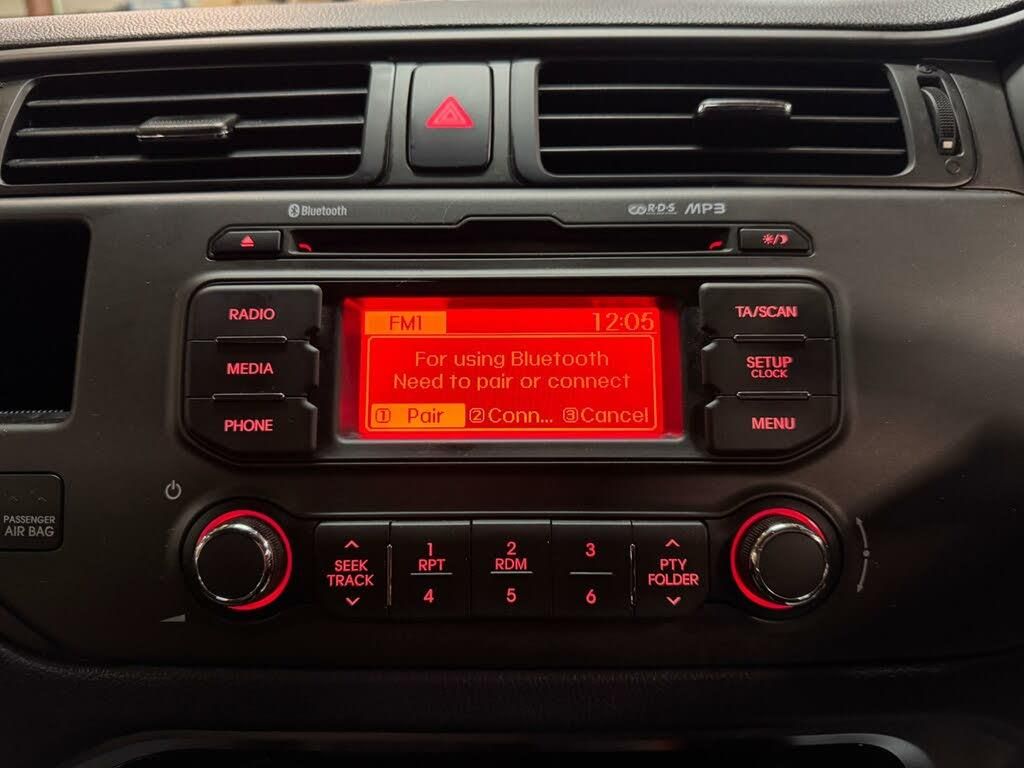 Bluetooth
R·D·S MP3
RADIO
MEDIA
PHONE
FM1 12:05
For using Bluetooth
Need to pair or connect
1 Pair 2 Conn... 3 Cancel
TA/SCAN
SETUP
CLOCK
MENU
PASSENGER
AIR BAG
SEEK
TRACK
1
RPT
4
2
RDM
5
3
6
PTY
FOLDER